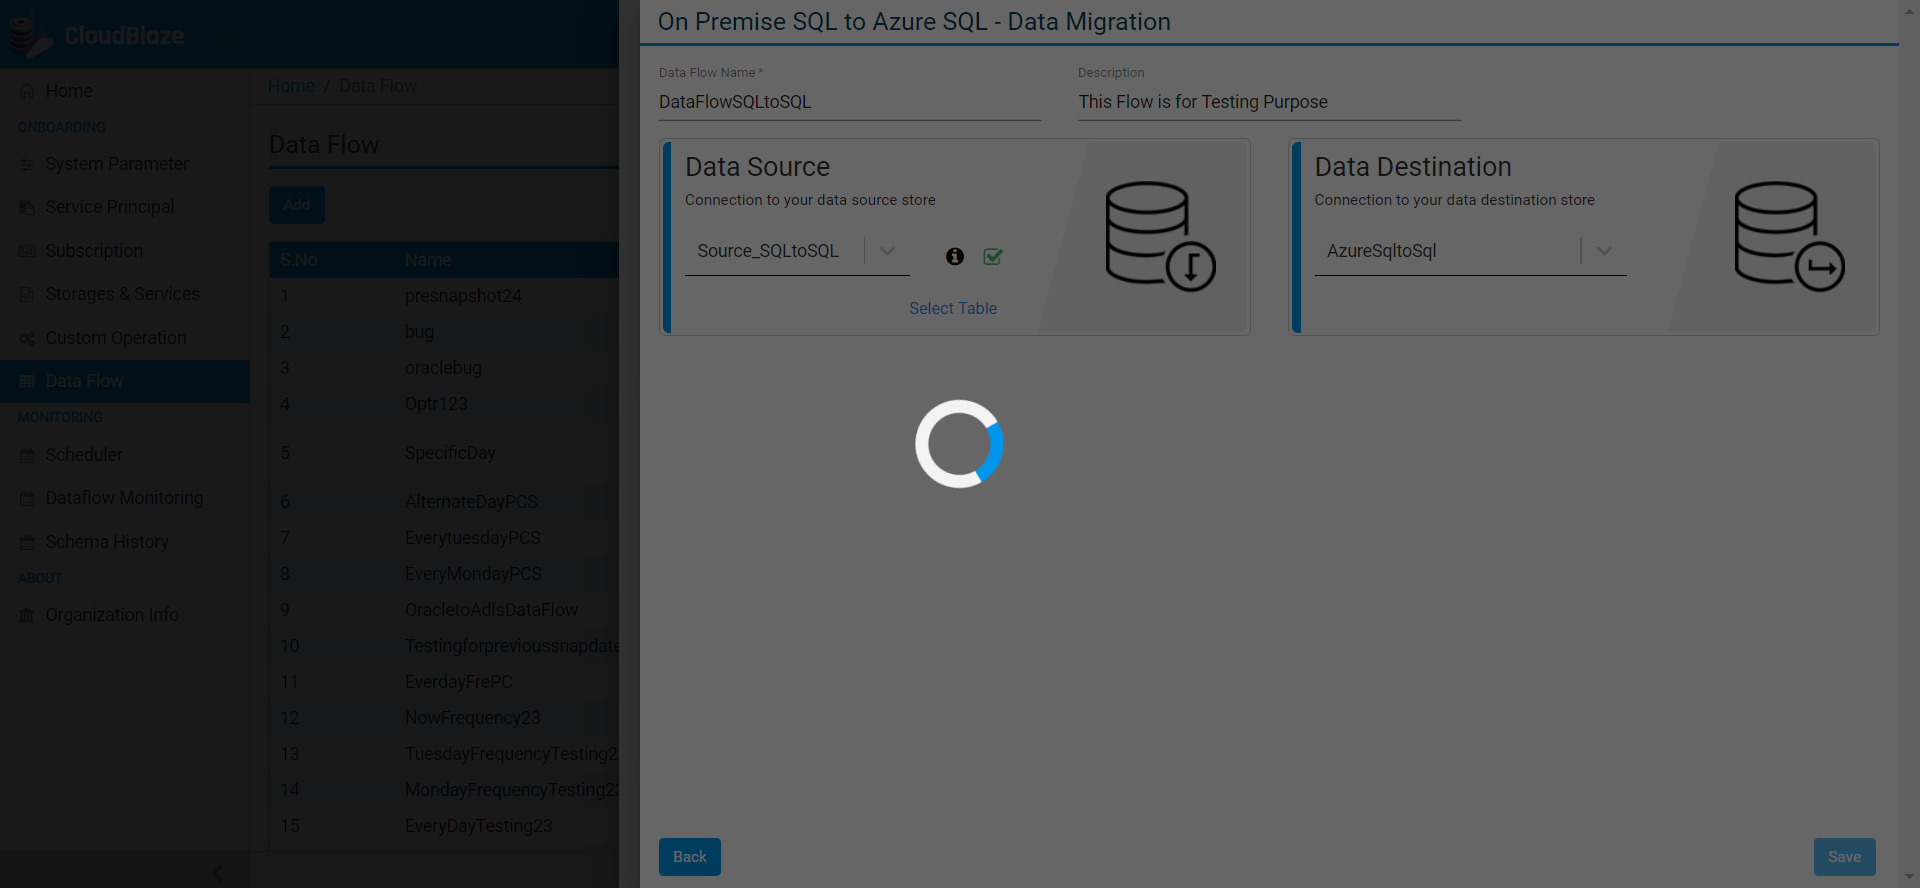 CloudBlaze
Home
ONBOARDING
System Parameter
Service Principal
Subscription
Storages & Services
Custom Operation
Data Flow
MONITORING
Scheduler
Dataflow Monitoring
Schema History
ABOUT
Organization Info
Home / Data Flow
Data Flow
Add
S.No Name
1 presnapshot24
2 bug
3 oraclebug
4 Optr123
5 SpecificDay
6 AlternateDayPCS
7 EverytuesdayPCS
8 EveryMondayPCS
9 OracletoAdlsDataFlow
10 Testingforprevioussnapdate
11 EverdayFrePC
12 NowFrequency23
13 TuesdayFrequencyTesting2
14 MondayFrequencyTesting23
15 EveryDayTesting23
On Premise SQL to Azure SQL - Data Migration
Data Flow Name *
DataFlowSQLtoSQL
Description
This Flow is for Testing Purpose
Data Source
Connection to your data source store
Source_SQLtoSQL
Select Table
Data Destination
Connection to your data destination store
AzureSqltoSql
Back
Save